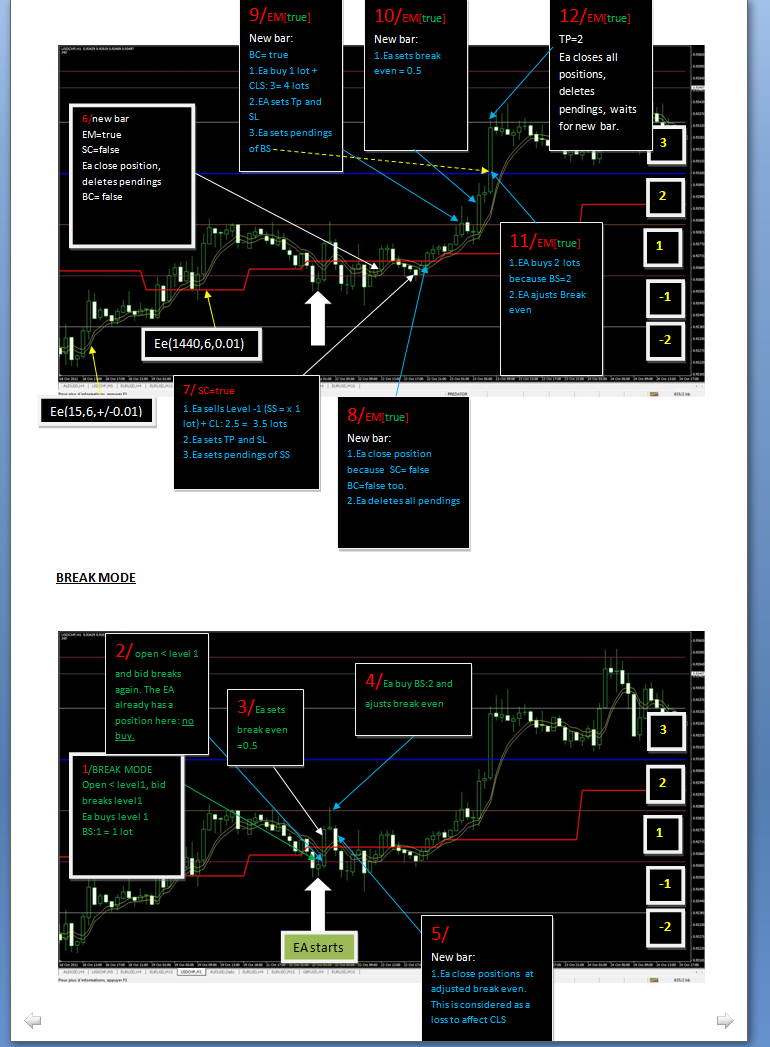 9/EM[true]
New bar:
BC= true
1.Ea buy 1 lot +
CLS: 3= 4 lots
2.EA sets Tp and
SL
3.Ea sets pendings
of BS
10/EM[true]
New bar:
1.Ea sets break
even = 0.5
12/EM[true]
TP=2
Ea closes all
positions,
deletes
pendings, waits
for new bar.
6/new bar
EM=true
SC=false
Ea close position,
deletes pendings
BC= false
11/EM[true]
1.EA buys 2 lots
because BS=2
2.EA ajusts Break
even
3
2
1
-1
-2
Ee(1440,6,0.01)
Ee(15,6,+/-0.01)
7/ SC=true
1.Ea sells Level -1 (SS = x 1
lot) + CL: 2.5 = 3.5 lots
2.Ea sets TP and SL
3.Ea sets pendings of SS
8/EM[true]
New bar:
1.Ea close position
because SC= false
BC=false too.
2.Ea deletes all pendings
BREAK MODE
2/ open < level 1
and bid breaks
again. The EA
already has a
position here: no
buy.
3/Ea sets
break even
=0.5
4/Ea buy BS:2 and
ajusts break even
1/BREAK MODE
Open < level1, bid
breaks level1
Ea buys level 1
BS:1 = 1 lot
3
2
1
-1
-2
EA starts
5/
New bar:
1.Ea close positions at
adjusted break even.
This is considered as a
loss to affect CLS